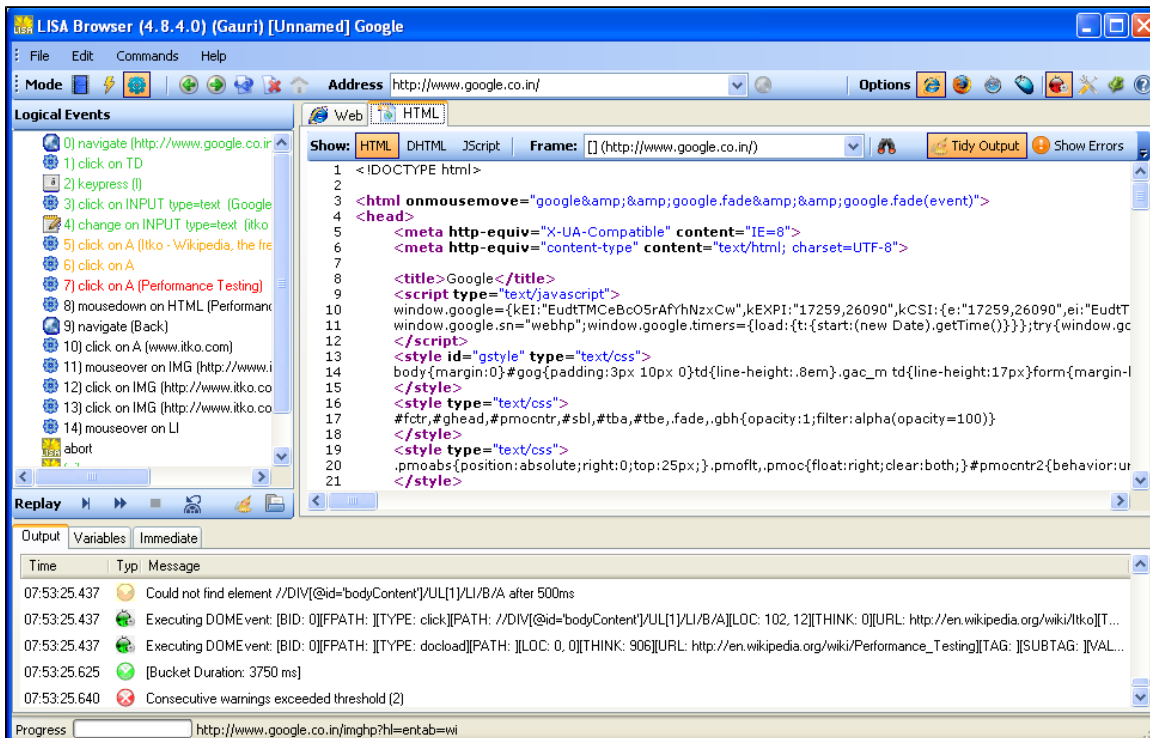 LISA Browser (4.8.4.0) (Gauri) [Unnamed] Google
File Edit Commands Help
Mode Address http://www.google.co.in/ Options
Logical Events
0) navigate (http://www.google.co.in
1) click on TD
2) keypress (I)
3) click on INPUT type=text (Google
4) change on INPUT type=text (itko
5) click on A (Itko - Wikipedia, the fre
6) click on A
7) click on A (Performance Testing)
8) mousedown on HTML (Performanc
9) navigate (Back)
10) click on A (www.itko.com)
11) mouseover on IMG (http://www.i
12) click on IMG (http://www.itko.co
13) click on IMG (http://www.itko.co
14) mouseover on LI
abort
Replay
Web HTML
Show: HTML DHTML JScript Frame: [] (http://www.google.co.in/) Tidy Output Show Errors
1 <!DOCTYPE html>
2
3 <html onmousemove="google&amp;&amp;google.fade&amp;&amp;google.fade(event)">
4 <head>
5 <meta http-equiv="X-UA-Compatible" content="IE=8">
6 <meta http-equiv="content-type" content="text/html; charset=UTF-8">
7
8 <title>Google</title>
9 <script type="text/javascript">
10 window.google={kEI:"EudtTMCeBcO5rAfYhNzxCw",kEXPI:"17259,26090",kCSI:{e:"17259,26090",ei:"EudtT
11 window.google.sn="webhp";window.google.timers={load:{t:{start:(new Date).getTime()}}};try{window.go
12 </script>
13 <style id="gstyle" type="text/css">
14 body{margin:0}#gog{padding:3px 10px 0}td{line-height:.8em}.gac_m td{line-height:17px}form{margin-l
15 </style>
16 <style type="text/css">
17 #fctr,#ghead,#pmocntr,#sbl,#tba,#tbe,.fade,.gbh{opacity:1;filter:alpha(opacity=100)}
18 </style>
19 <style type="text/css">
20 .pmoabs{position:absolute;right:0;top:25px;}.pmoflt,.pmoc{float:right;clear:both;}#pmocntr2{behavior:ur
21 </style>
Output Variables Immediate
Time Typ Message
07:53:25.437 Could not find element //DIV[@id='bodyContent']/UL[1]/LI/B/A after 500ms
07:53:25.437 Executing DOMEvent: [BID: 0][FPATH: ][TYPE: click][PATH: //DIV[@id='bodyContent']/UL[1]/LI/B/A][LOC: 102, 12][THINK: 0][URL: http://en.wikipedia.org/wiki/Itko][T...
07:53:25.437 Executing DOMEvent: [BID: 0][FPATH: ][TYPE: docload][PATH: ][LOC: 0, 0][THINK: 906][URL: http://en.wikipedia.org/wiki/Performance_Testing][TAG: ][SUBTAG: ][VAL...
07:53:25.625 [Bucket Duration: 3750 ms]
07:53:25.640 Consecutive warnings exceeded threshold (2)
Progress http://www.google.co.in/imghp?hl=entab=wi